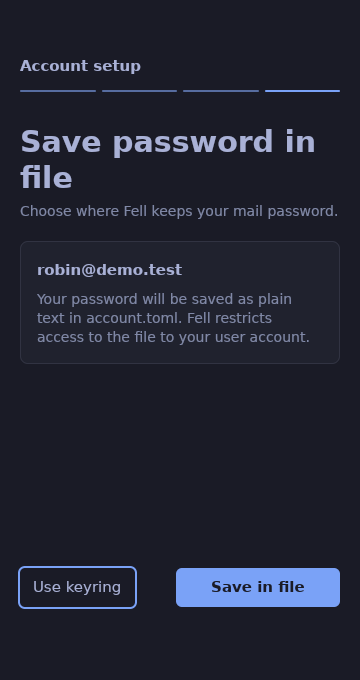 Account setup
Save password in
file
Choose where Fell keeps your mail password.
robin@demo.test
Your password will be saved as plain
text in account.toml. Fell restricts
access to the file to your user account.
Use keyring
Save in file